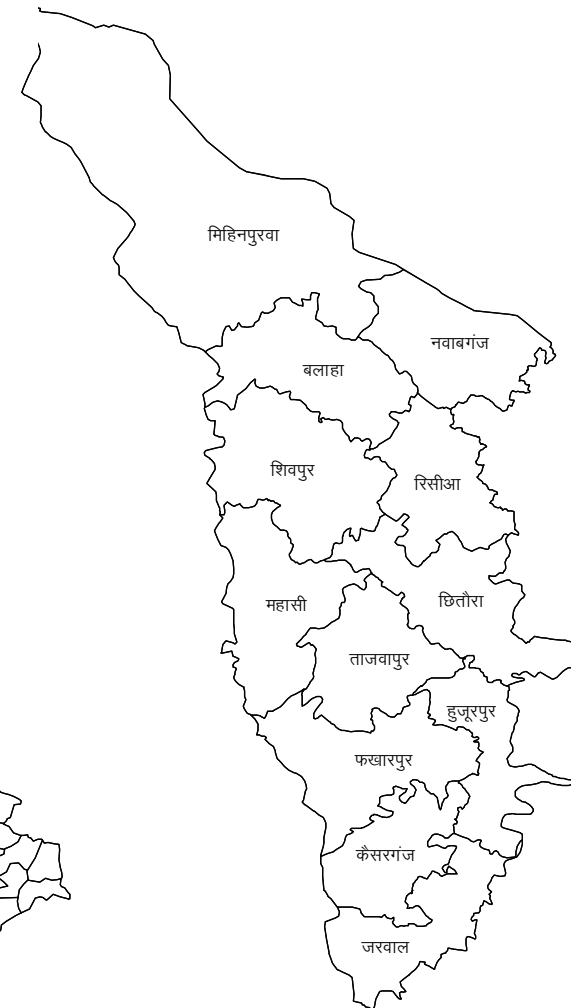 मिहिनपुरवा
नवाबगंज
बलाहा
शिवपुर
रिसीआ
महासी
छितौरा
ताजवापुर
हुजूरपुर
फखारपुर
कैसरगंज
जरवाल